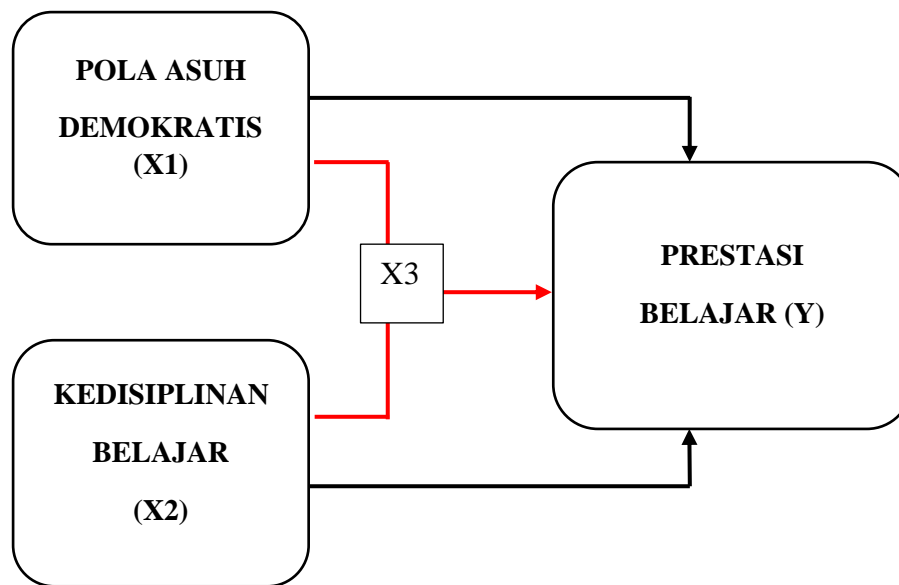 POLA ASUH
DEMOKRATIS
(X1)
X3
PRESTASI
BELAJAR (Y)
KEDISIPLINAN
BELAJAR
(X2)